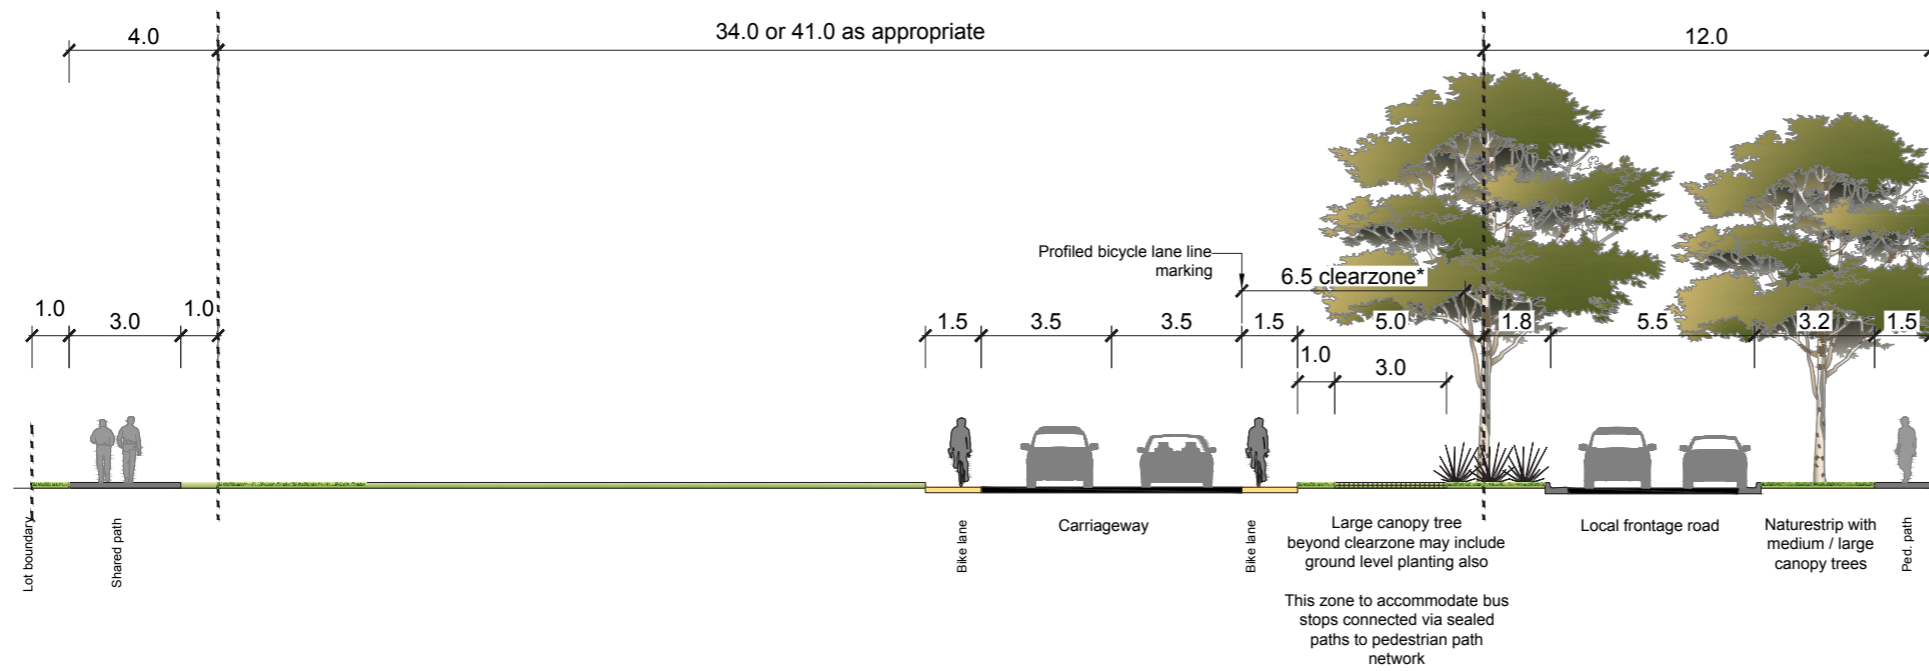 4.0
34.0 or 41.0 as appropriate
12.0
Profiled bicycle lane line
marking
6.5 clearzone*
1.0
3.0
1.0
1.5
3.5
3.5
1.5
5.0
1.8
5.5
3.2
1.5
1.0
3.0
Lot boundary
Shared path
Bike lane
Carriageway
Bike lane
Large canopy tree
beyond clearzone may include
ground level planting also
This zone to accommodate bus
stops connected via sealed
paths to pedestrian path
network
Local frontage road
Naturestrip with
medium / large
canopy trees
Ped. path